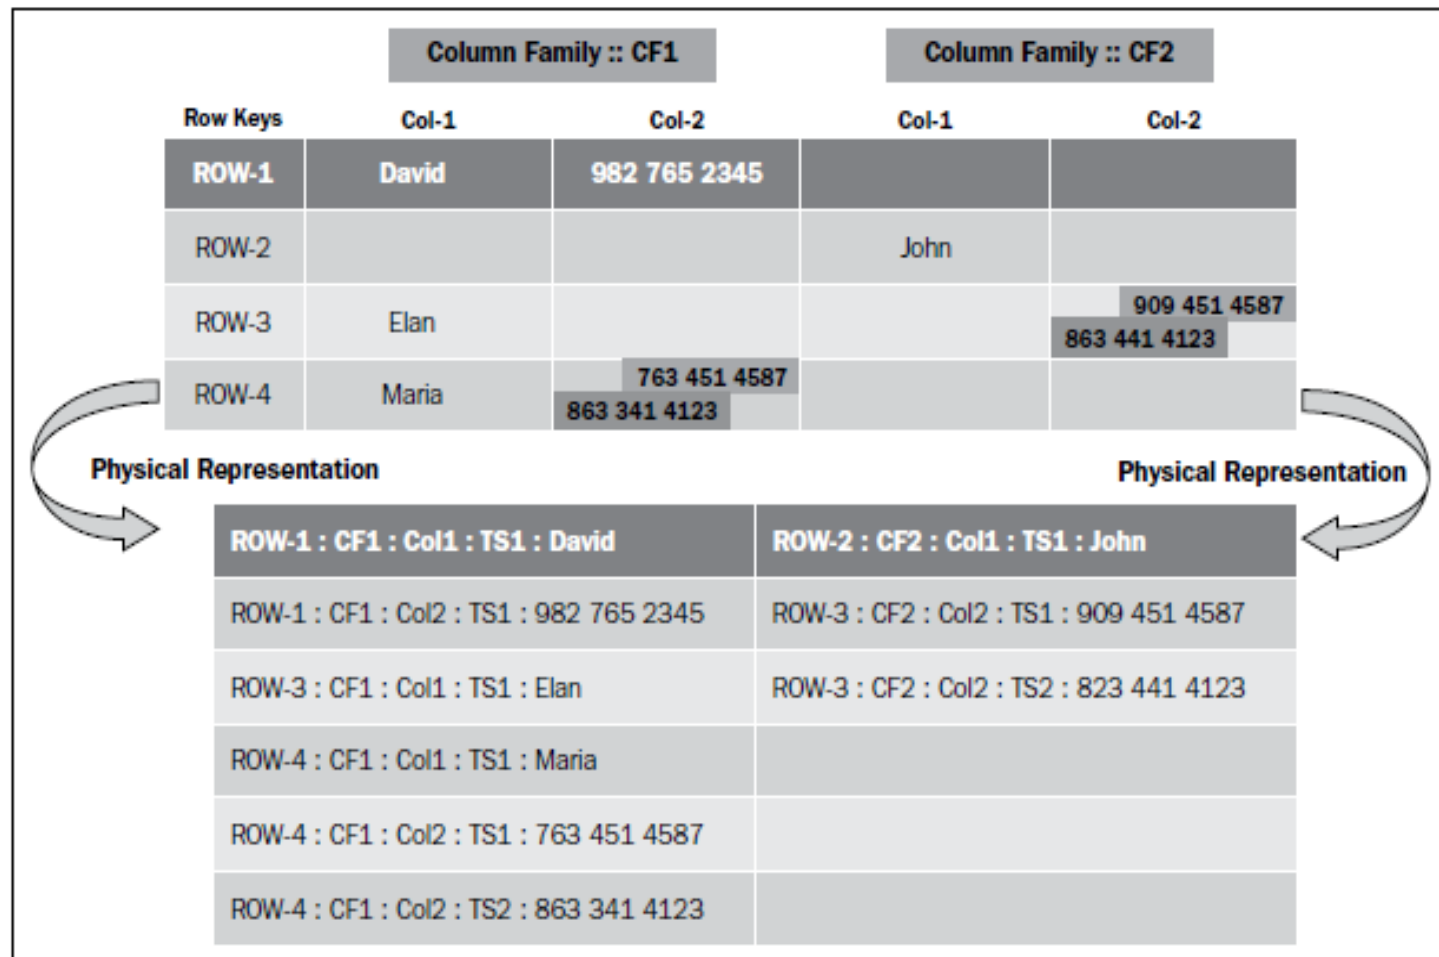 Column Family :: CF1 Column Family :: CF2
Row Keys Col-1 Col-2 Col-1 Col-2
ROW-1 David 982 765 2345
ROW-2 John
ROW-3 Elan 909 451 4587
863 441 4123
ROW-4 Maria 763 451 4587
863 341 4123
Physical Representation Physical Representation
ROW-1 : CF1 : Col1 : TS1 : David ROW-2 : CF2 : Col1 : TS1 : John
ROW-1 : CF1 : Col2 : TS1 : 982 765 2345 ROW-3 : CF2 : Col2 : TS1 : 909 451 4587
ROW-3 : CF1 : Col1 : TS1 : Elan ROW-3 : CF2 : Col2 : TS2 : 823 441 4123
ROW-4 : CF1 : Col1 : TS1 : Maria
ROW-4 : CF1 : Col2 : TS1 : 763 451 4587
ROW-4 : CF1 : Col2 : TS2 : 863 341 4123